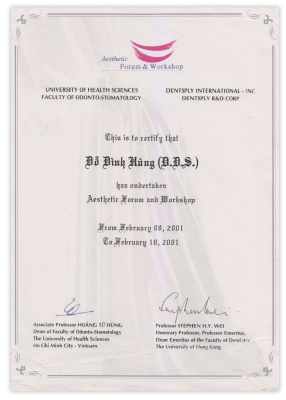 Aesthetic
Forum & Workshop
UNIVERSITY OF HEALTH SCIENCES
FACULTY OF ODONTO-STOMATOLOGY
DENTSPLY INTERNATIONAL - INC
DENTSPLY R&D CORP
This is to certify that
Đỗ Đình Hùng (D.D.S.)
has undertaken
Aesthetic Forum and Workshop
From February 08, 2001
To February 10, 2001
Associate Professor HOÀNG TỬ HÙNG
Dean of Faculty of Odonto-Stomatology
The University of Health Sciences
Ho Chi Minh City - Vietnam
Professor STEPHEN H.Y. WEI
Honorary Professor, Professor Emeritus,
Dean Emeritus of the Faculty of Dentistry
The University of Hong Kong